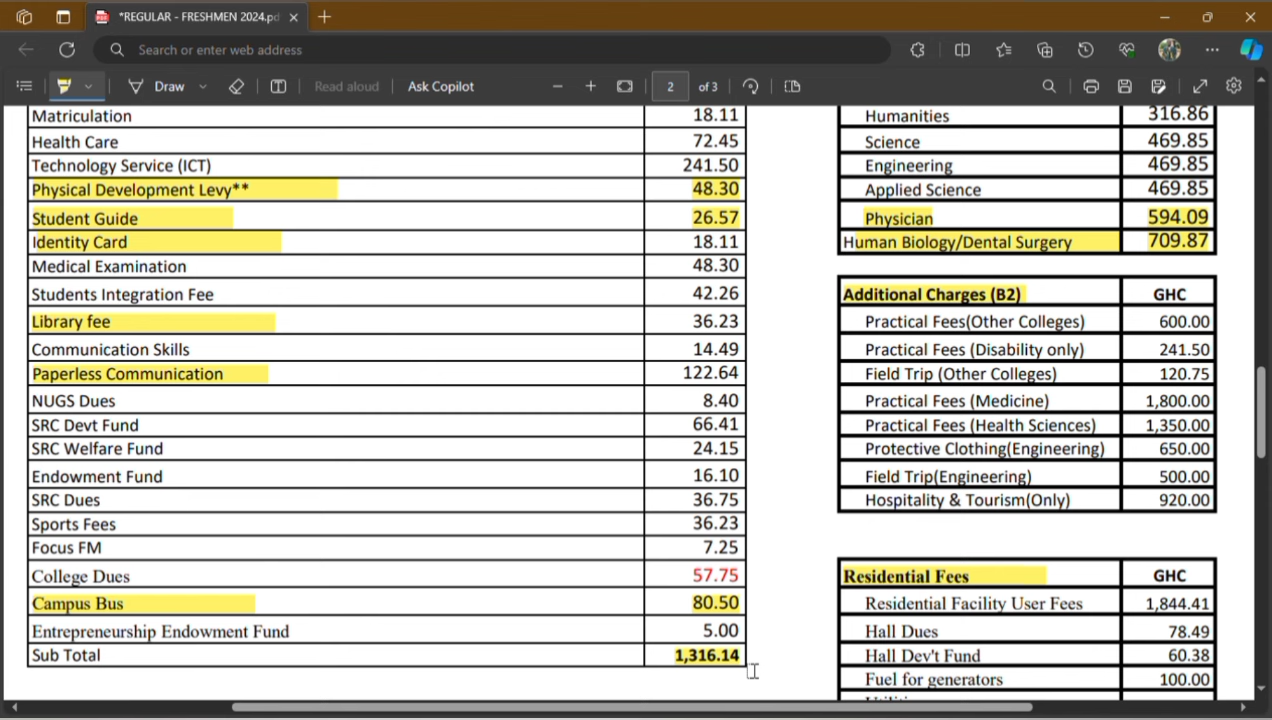 *REGULAR - FRESHMEN 2024.pd
Search or enter web address
Draw
Read aloud
Ask Copilot
2 of 3
Matriculation 18.11
Health Care 72.45
Technology Service (ICT) 241.50
Physical Development Levy** 48.30
Student Guide 26.57
Identity Card 18.11
Medical Examination 48.30
Students Integration Fee 42.26
Library fee 36.23
Communication Skills 14.49
Paperless Communication 122.64
NUGS Dues 8.40
SRC Devt Fund 66.41
SRC Welfare Fund 24.15
Endowment Fund 16.10
SRC Dues 36.75
Sports Fees 36.23
Focus FM 7.25
College Dues 57.75
Campus Bus 80.50
Entrepreneurship Endowment Fund 5.00
Sub Total 1,316.14
Humanities 316.86
Science 469.85
Engineering 469.85
Applied Science 469.85
Physician 594.09
Human Biology/Dental Surgery 709.87
Additional Charges (B2) GHC
Practical Fees(Other Colleges) 600.00
Practical Fees (Disability only) 241.50
Field Trip (Other Colleges) 120.75
Practical Fees (Medicine) 1,800.00
Practical Fees (Health Sciences) 1,350.00
Protective Clothing(Engineering) 650.00
Field Trip(Engineering) 500.00
Hospitality & Tourism(Only) 920.00
Residential Fees GHC
Residential Facility User Fees 1,844.41
Hall Dues 78.49
Hall Dev't Fund 60.38
Fuel for generators 100.00